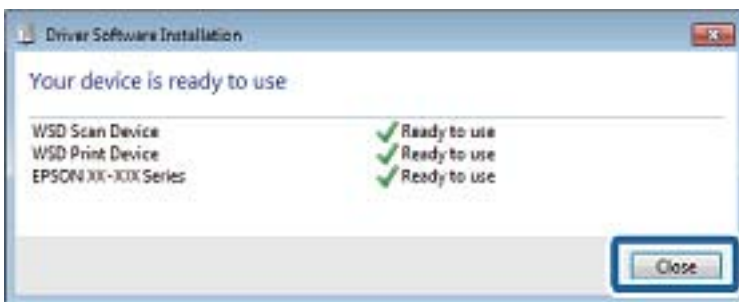 Driver Software Installation
Your device is ready to use
WSD Scan Device Ready to use
WSD Print Device Ready to use
EPSON XX-XXX Series Ready to use
Close